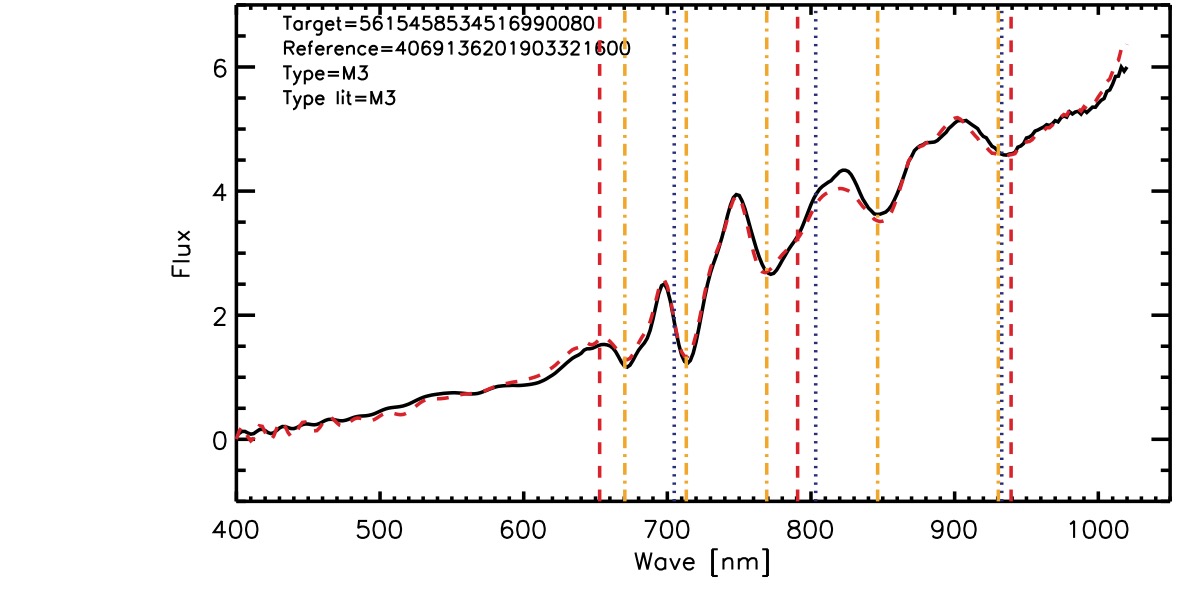 Target=5615458534516990080
Reference=4069136201903321600
Type=M3
Type lit=M3
6
4
2
0
Flux
400 500 600 700 800 900 1000
Wave [nm]